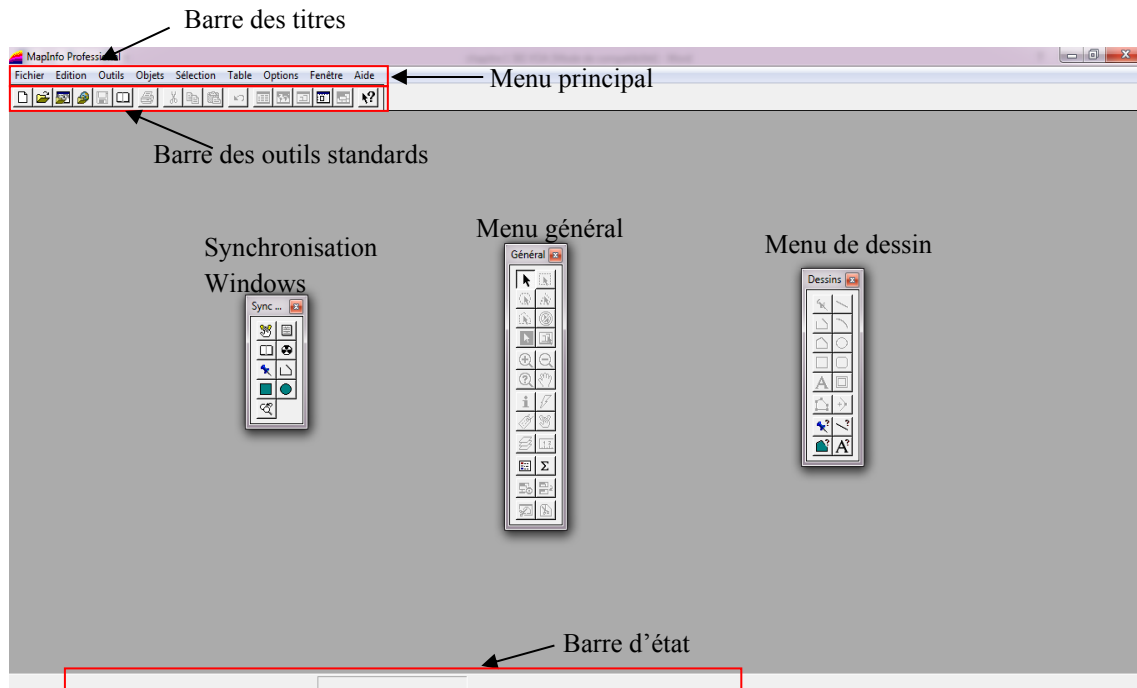 Barre des titres
MapInfo Professional
Fichier Edition Outils Objets Sélection Table Options Fenêtre Aide
Menu principal
Barre des outils standards
Synchronisation
Windows
Menu général
Menu de dessin
Sync ...
Général
Dessins
Barre d’état